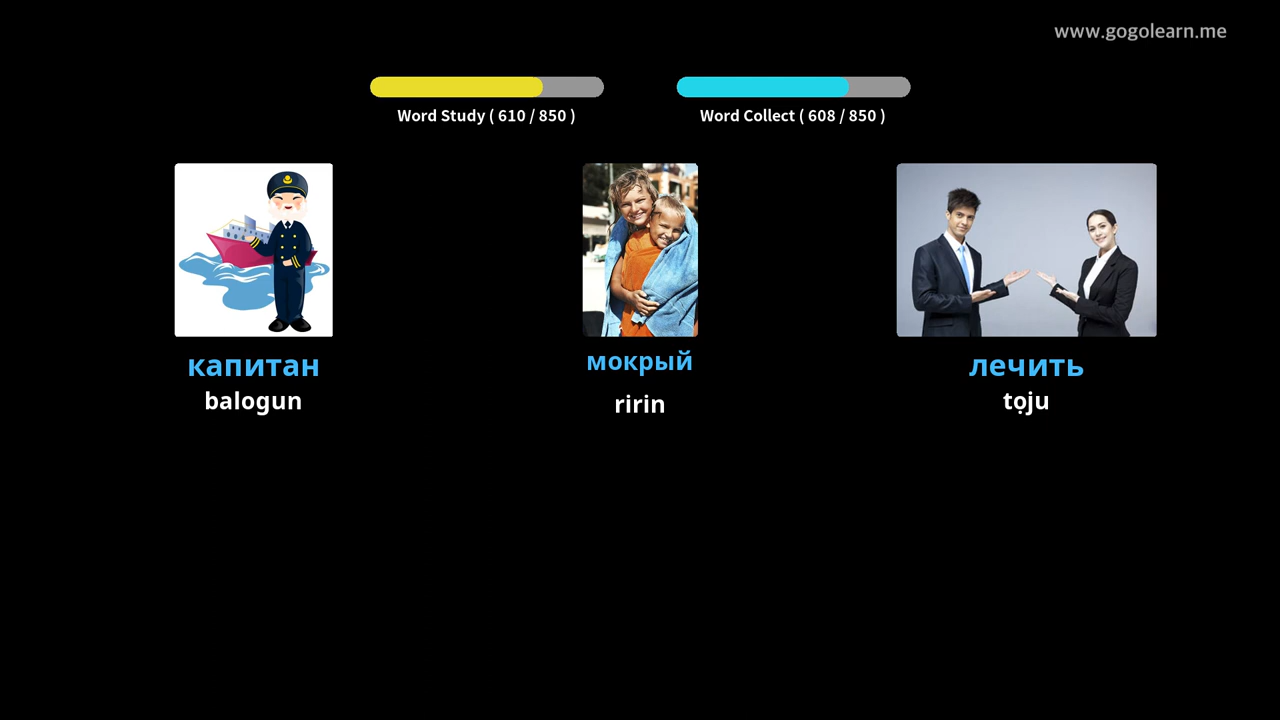 www.gogolearn.me
Word Study ( 610 / 850 )
Word Collect ( 608 / 850 )
капитан
balogun
мокрый
ririn
лечить
tọju